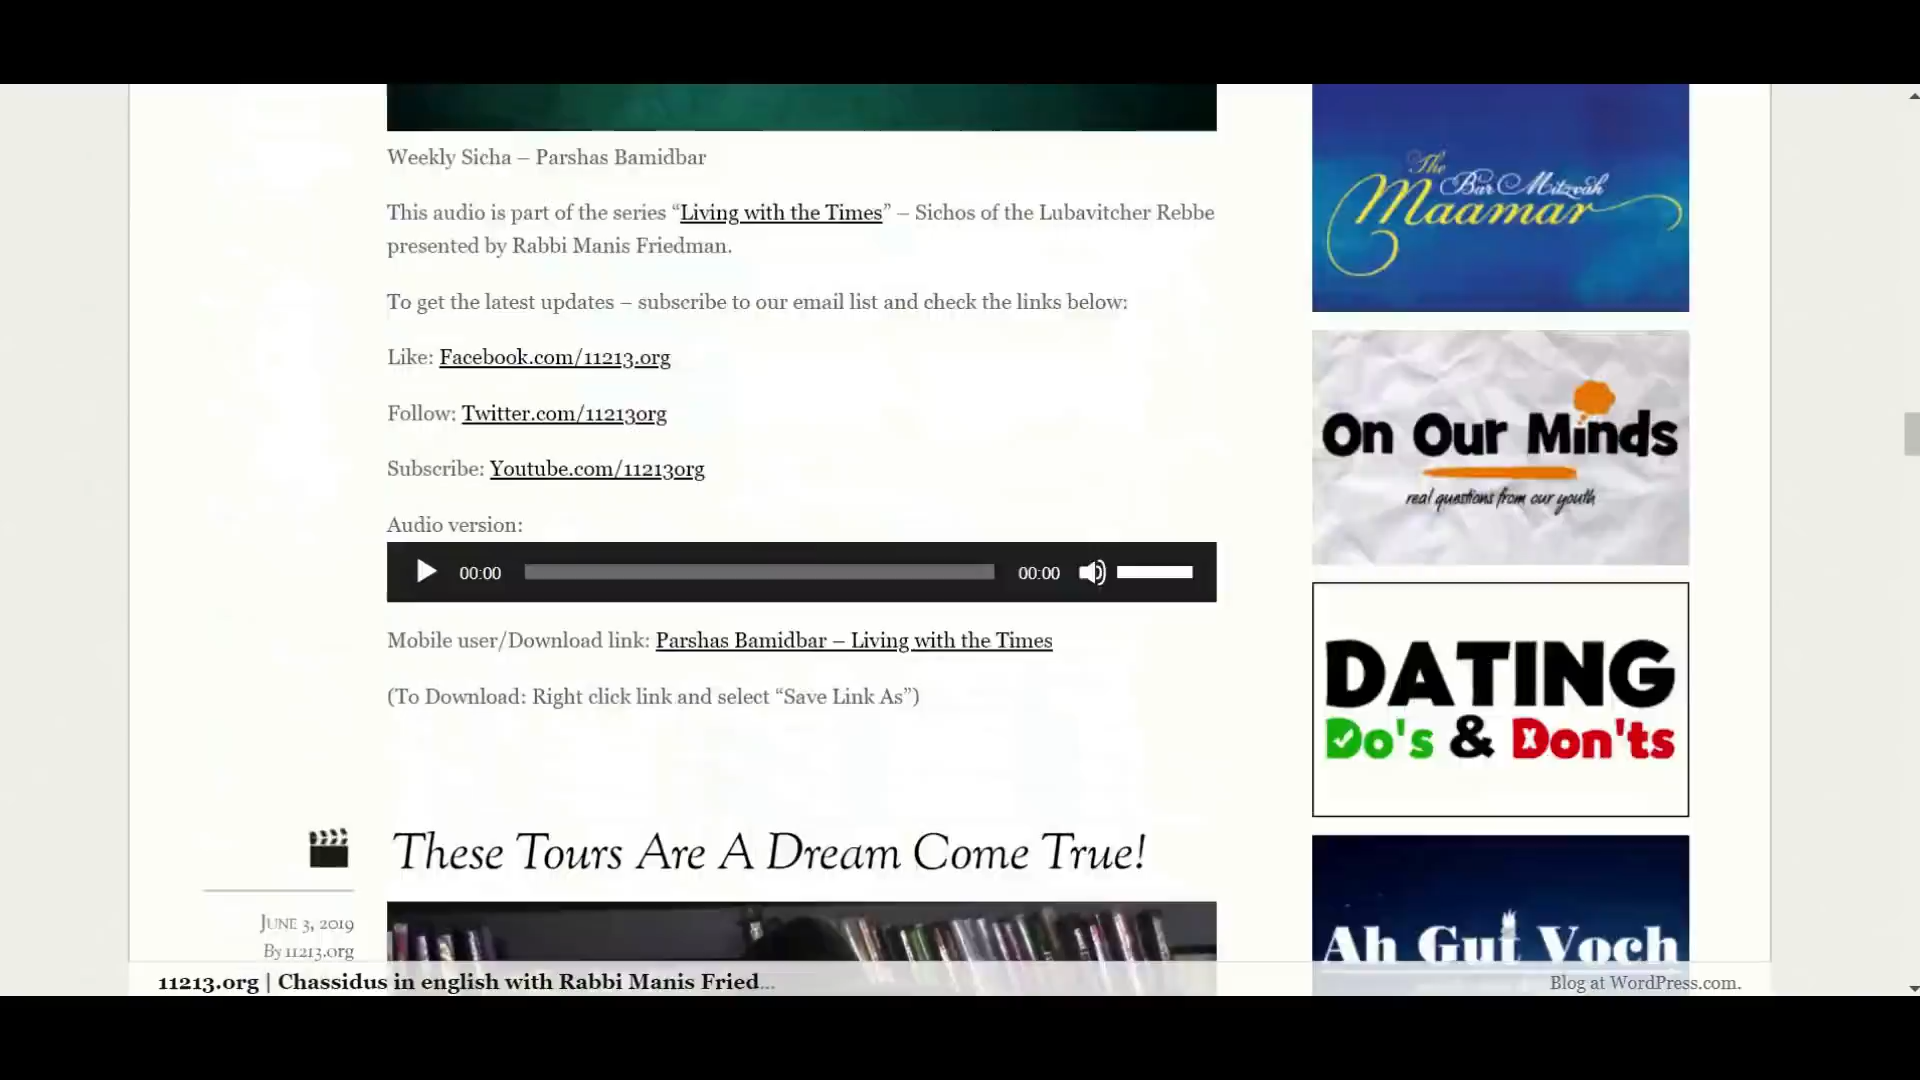 Weekly Sicha – Parshas Bamidbar
This audio is part of the series “Living with the Times” – Sichos of the Lubavitcher Rebbe
presented by Rabbi Manis Friedman.
To get the latest updates – subscribe to our email list and check the links below:
Like: Facebook.com/11213.org
Follow: Twitter.com/11213org
Subscribe: Youtube.com/11213org
Audio version:
00:00 00:00
Mobile user/Download link: Parshas Bamidbar – Living with the Times
(To Download: Right click link and select “Save Link As”)
These Tours Are A Dream Come True!
June 3, 2019
By 11213.org
The
Bar Mitzvah
Maamar
On Our Minds
real questions from our youth
DATING
Do's & Don'ts
Ah Gut Voch
11213.org | Chassidus in english with Rabbi Manis Fried...
Blog at WordPress.com.